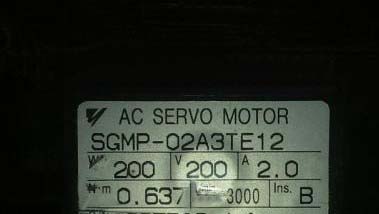 AC SERVO MOTOR
SGMP-02A3TE12
W 200 V 200 A 2.0
N·m 0.637 3000 Ins. B